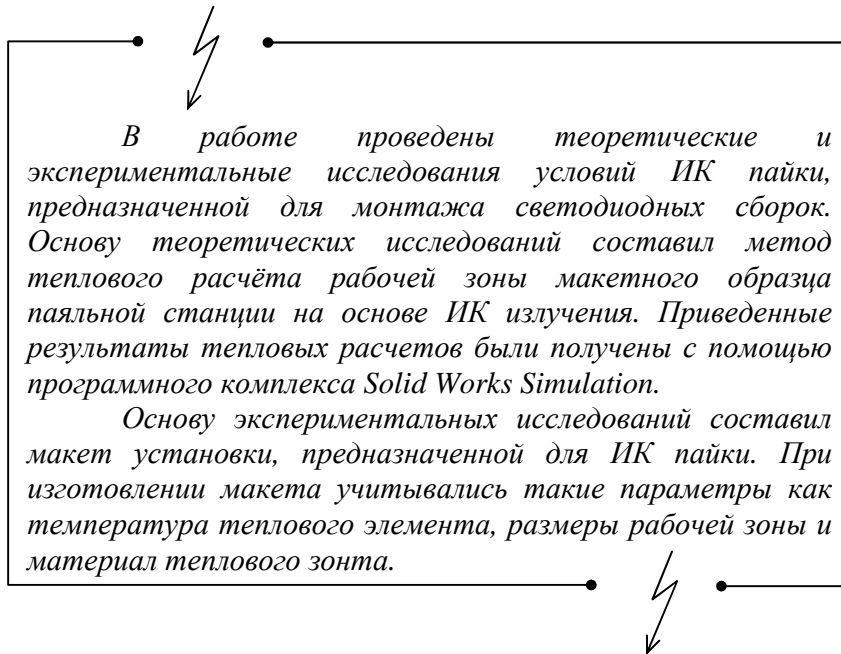 В работе проведены теоретические и
экспериментальные исследования условий ИК пайки,
предназначенной для монтажа светодиодных сборок.
Основу теоретических исследований составил метод
теплового расчёта рабочей зоны макетного образца
паяльной станции на основе ИК излучения. Приведенные
результаты тепловых расчетов были получены с помощью
программного комплекса Solid Works Simulation.
Основу экспериментальных исследований составил
макет установки, предназначенной для ИК пайки. При
изготовлении макета учитывались такие параметры как
температура теплового элемента, размеры рабочей зоны и
материал теплового зонта.